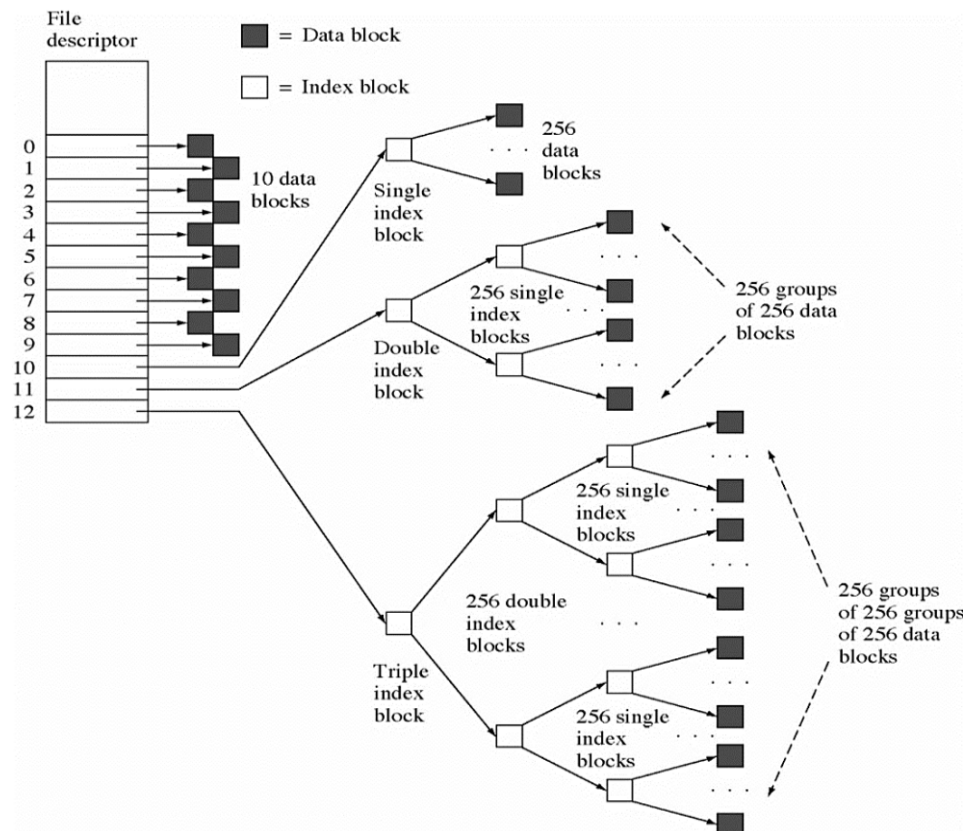 File
descriptor
= Data block
= Index block
0
1
2
3
4
5
6
7
8
9
10
11
12
10 data
blocks
Single
index
block
256
data
blocks
Double
index
block
256 single
index
blocks
256 groups
of 256 data
blocks
Triple
index
block
256 double
index
blocks
256 single
index
blocks
256 single
index
blocks
256 groups
of 256 groups
of 256 data
blocks